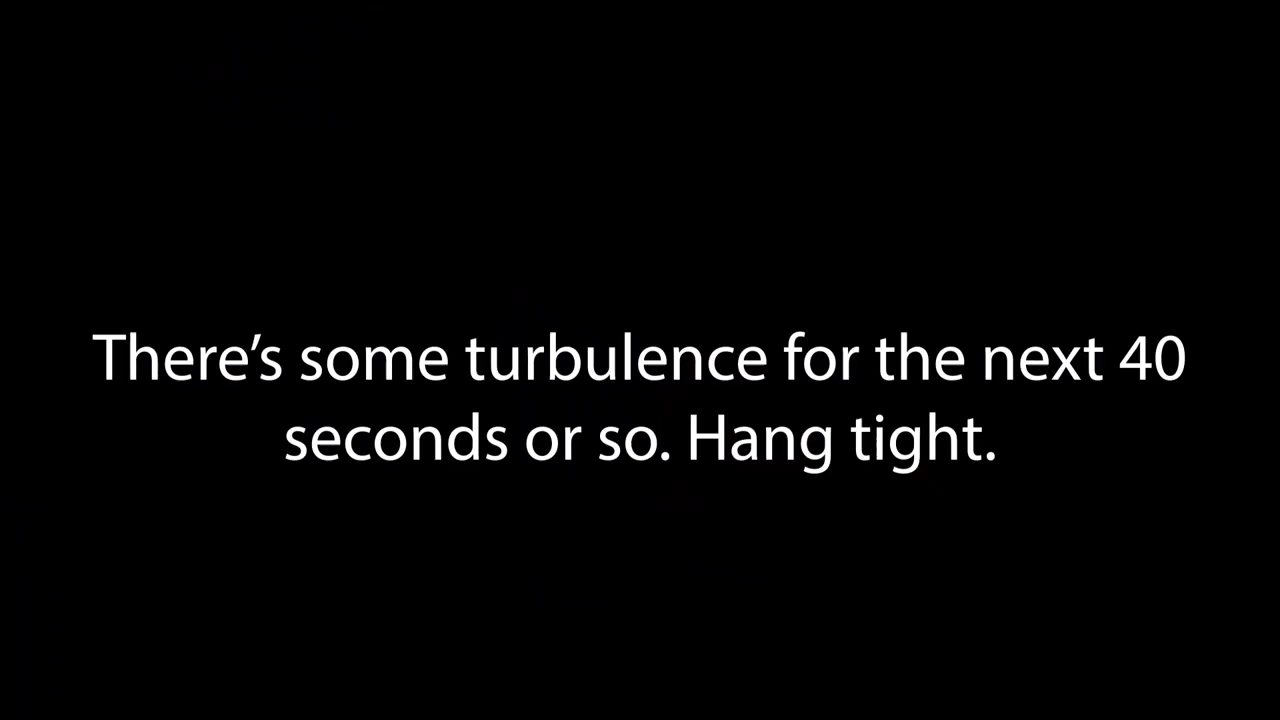 There’s some turbulence for the next 40
seconds or so. Hang tight.